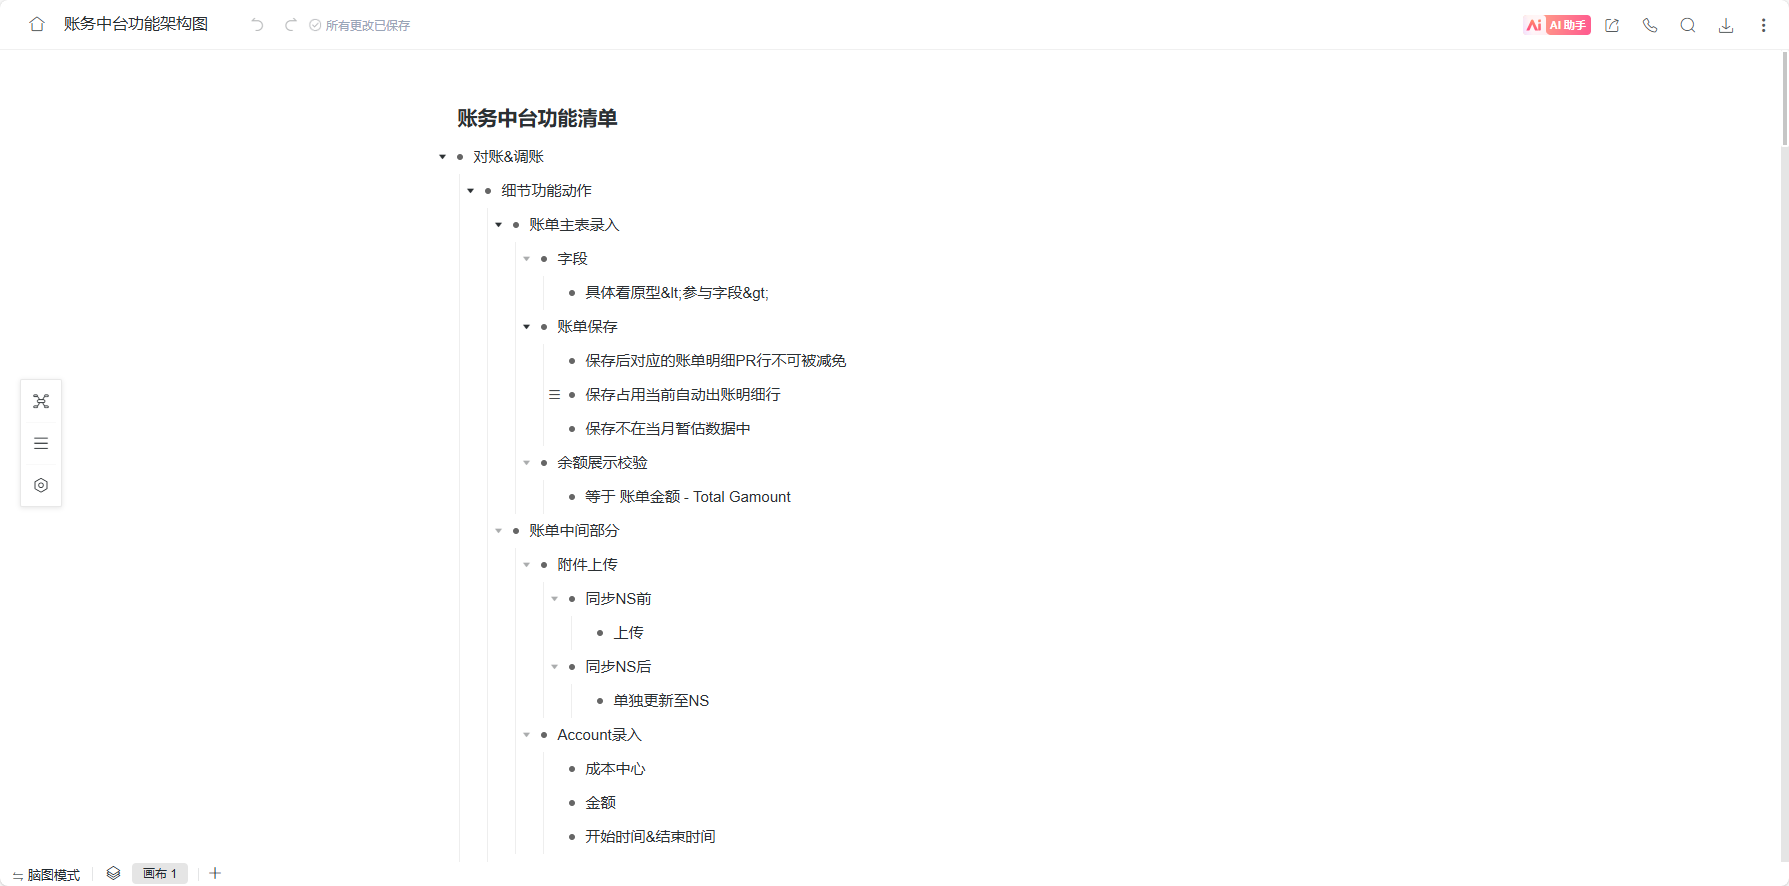 账务中台功能架构图
所有更改已保存
Ai AI 助手
账务中台功能清单
对账&调账
细节功能动作
账单主表录入
字段
具体看原型&lt;参与字段&gt;
账单保存
保存后对应的账单明细PR行不可被减免
保存占用当前自动出账明细行
保存不在当月暂估数据中
余额展示校验
等于 账单金额 - Total Gamount
账单中间部分
附件上传
同步NS前
上传
同步NS后
单独更新至NS
Account录入
成本中心
金额
开始时间&结束时间
脑图模式
画布 1